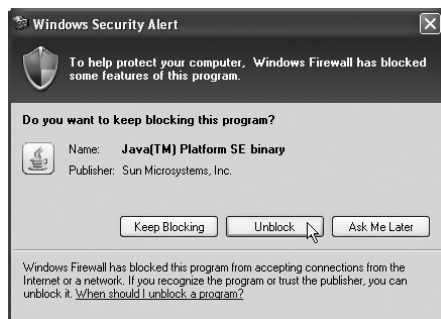 Windows Security Alert
To help protect your computer, Windows Firewall has blocked
some features of this program.
Do you want to keep blocking this program?
Name: Java(TM) Platform SE binary
Publisher: Sun Microsystems, Inc.
Keep Blocking Unblock Ask Me Later
Windows Firewall has blocked this program from accepting connections from the
Internet or a network. If you recognize the program or trust the publisher, you can
unblock it. When should I unblock a program?